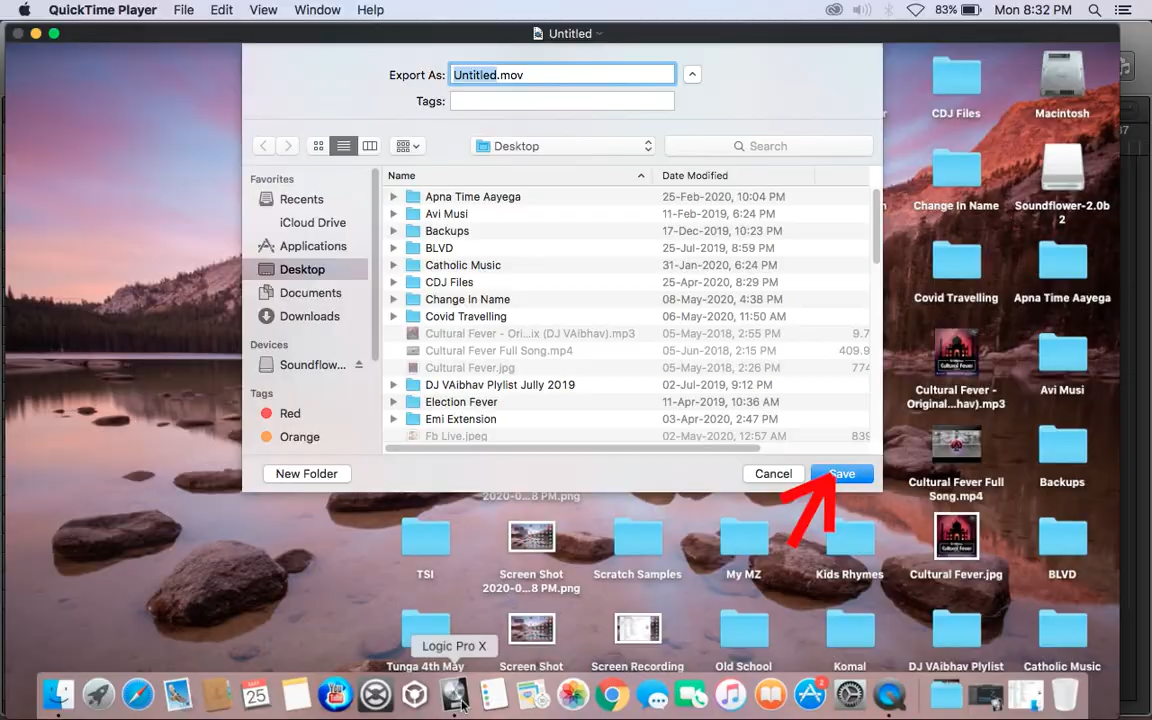 QuickTime Player File Edit View Window Help 83% Mon 8:32 PM
Untitled
Export As: Untitled.mov
Tags:
Desktop
Search
Favorites
Recents
iCloud Drive
Applications
Desktop
Documents
Downloads
Devices
Soundflow...
Tags
Red
Orange
Name Date Modified
Apna Time Aayega 25-Feb-2020, 10:04 PM
Avi Musi 11-Feb-2019, 6:24 PM
Backups 17-Dec-2019, 10:23 PM
BLVD 25-Jul-2019, 8:59 PM
Catholic Music 31-Jan-2020, 6:24 PM
CDJ Files 25-Apr-2020, 8:29 PM
Change In Name 08-May-2020, 4:38 PM
Covid Travelling 06-May-2020, 11:50 AM
Cultural Fever - Ori...ix (DJ VAibhav).mp3 05-May-2018, 2:55 PM 9.7
Cultural Fever Full Song.mp4 05-Jun-2018, 2:15 PM 409.9
Cultural Fever.jpg 05-May-2018, 2:26 PM 774
DJ VAibhav Plylist Jully 2019 02-Jul-2019, 9:12 PM
Election Fever 11-Apr-2019, 10:36 AM
Emi Extension 03-Apr-2020, 2:47 PM
Fb Live.jpeg 02-May-2020, 12:57 AM 839
New Folder
Cancel
Save
CDJ Files
Macintosh
Change In Name
Soundflower-2.0b
2
Covid Travelling
Apna Time Aayega
Cultural Fever -
Original...hav).mp3
Avi Musi
Cultural Fever Full
Song.mp4
Backups
2020-0...8 PM.png
TSI
Screen Shot
2020-0...8 PM.png
Scratch Samples
My MZ
Kids Rhymes
Cultural Fever.jpg
BLVD
Logic Pro X
Tunga 4th May
Screen Shot
Screen Recording
Old School
Komal
DJ VAibhav Plylist
Catholic Music
25
2